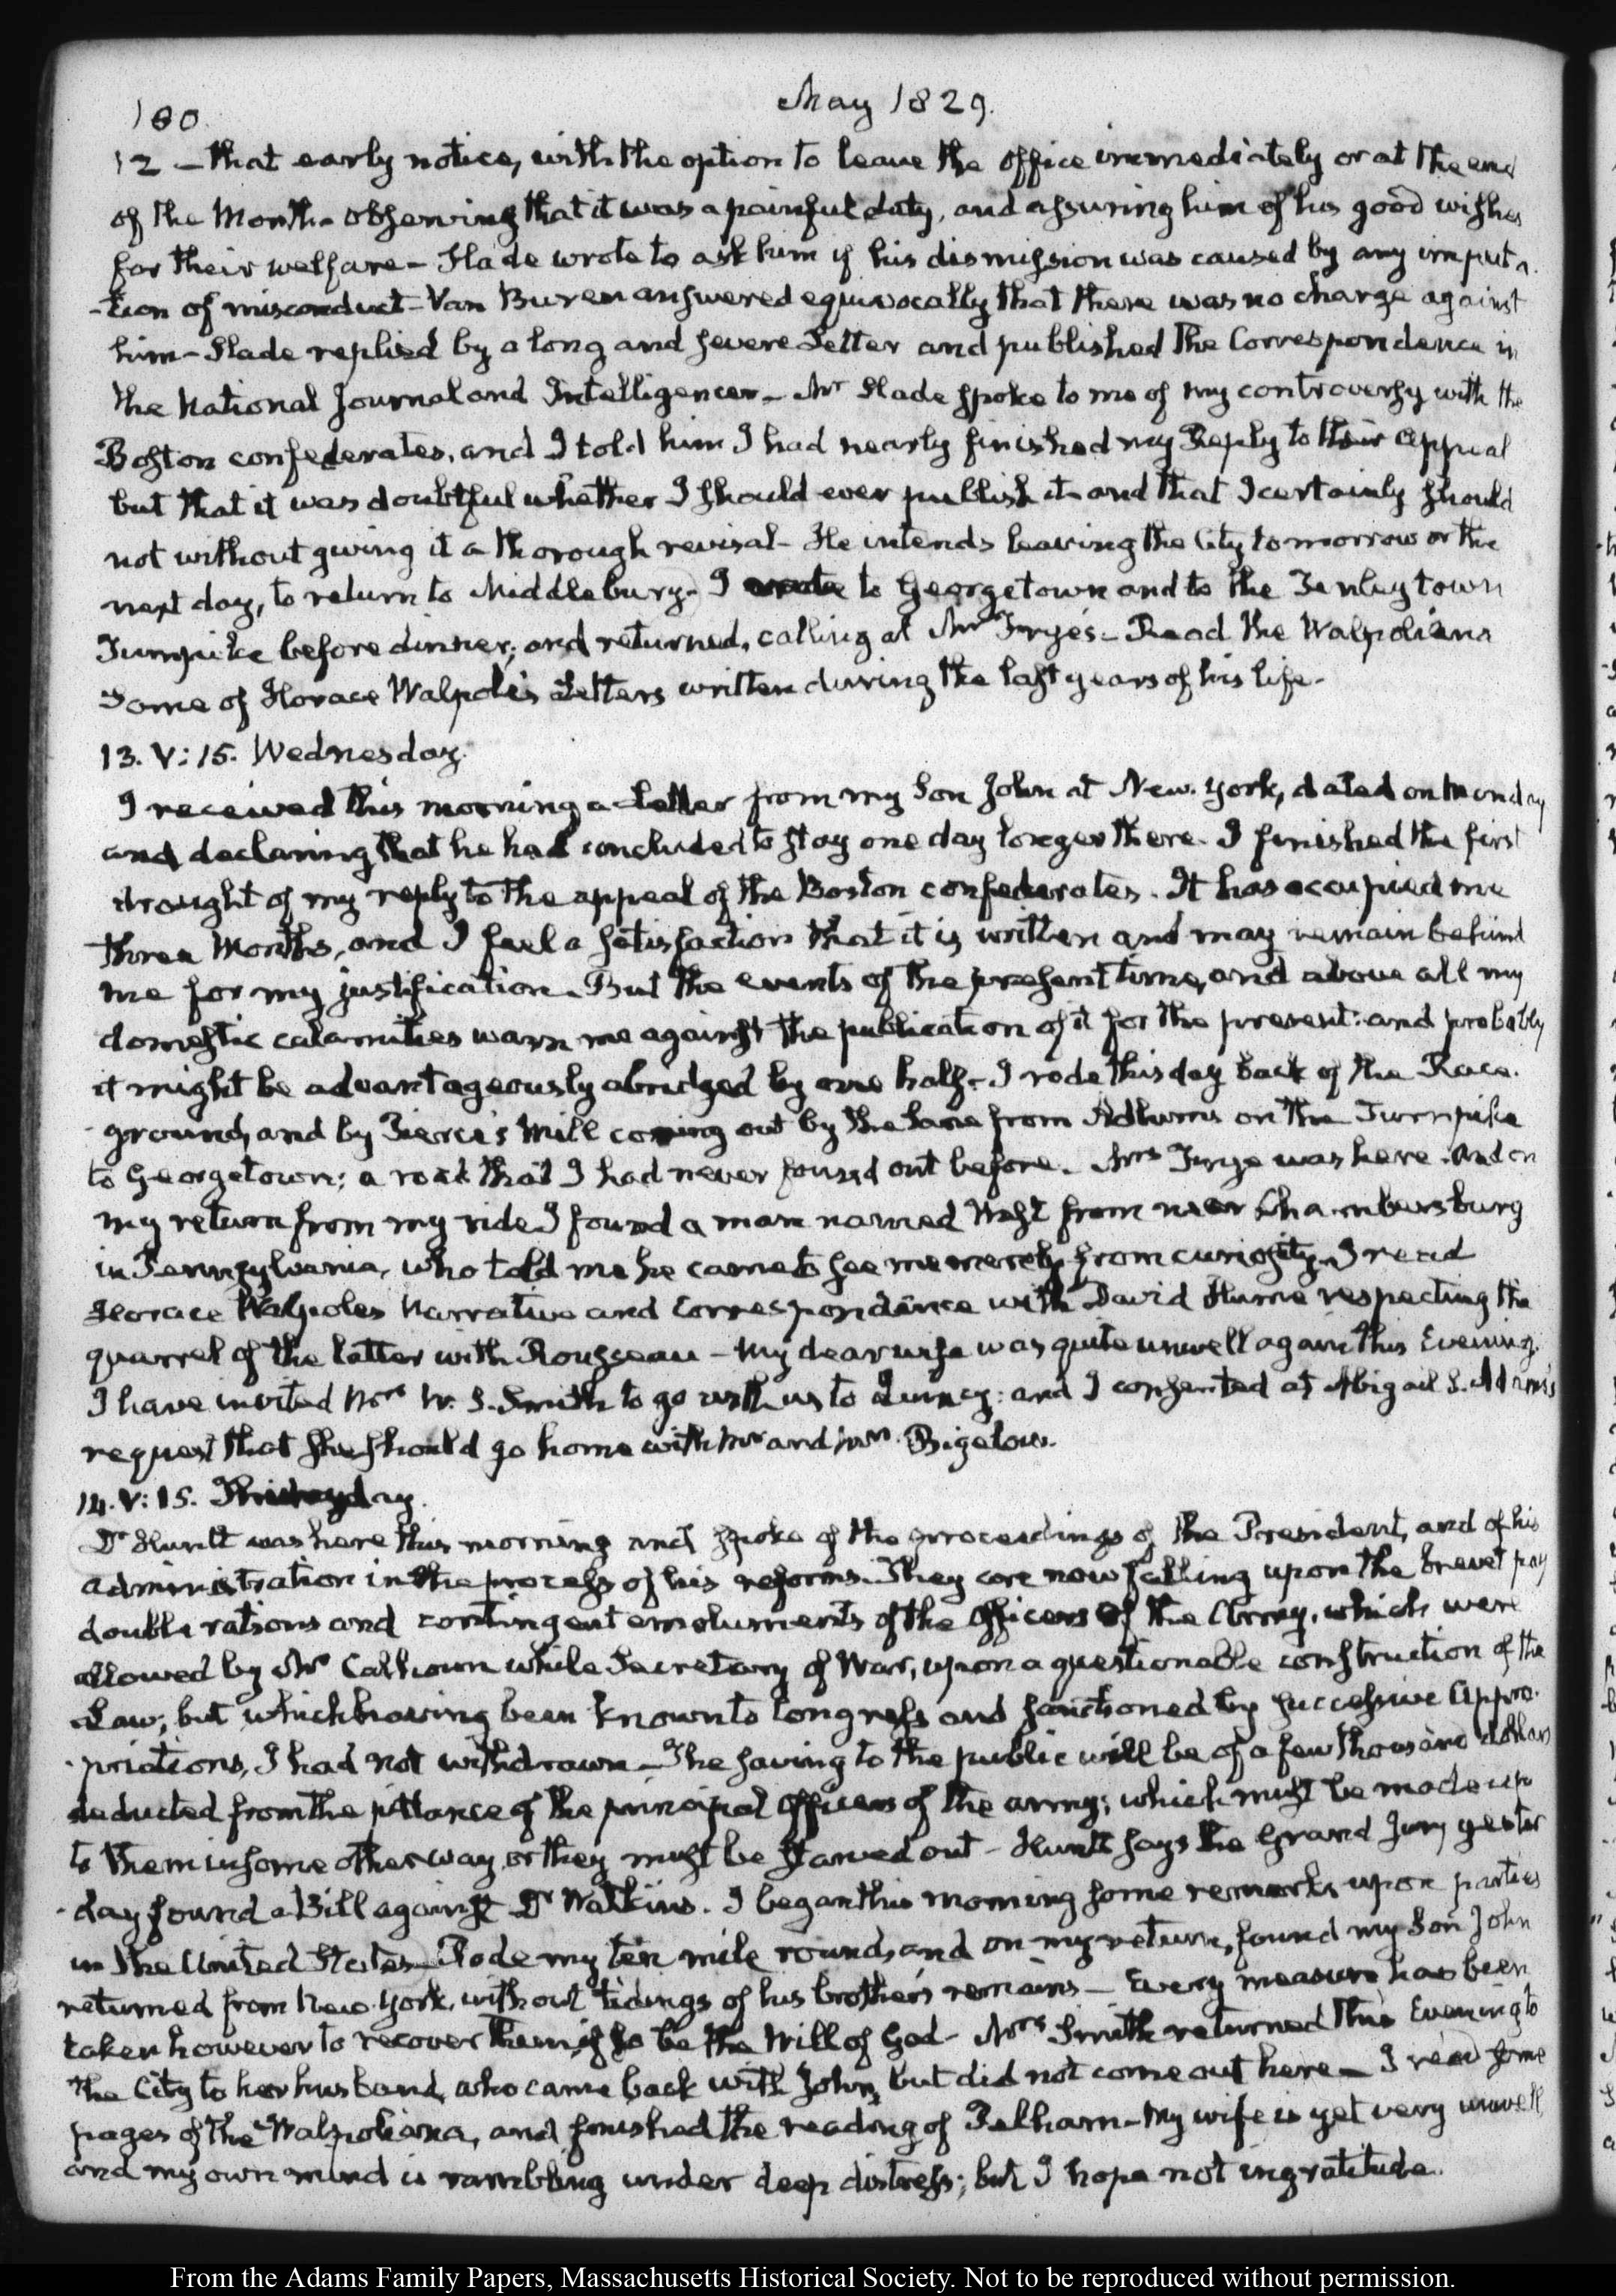 May 1829.
180
12 — that early notice, with the option to leave the office immediately or at the end
of the Month - observing that it was a painful duty, and assuring him of his good wishes
for their welfare - Slade wrote to ask him if his dismission was caused by any imputa-
-tion of misconduct - Van Buren answered equivocally that there was no charge against
him - Slade replied by a long and severe Letter and published the Correspondence in
the National Journal and Intelligencer - Mr Slade spoke to me of my controversy with the
Boston confederates, and I told him I had nearly finished my Reply to their appeal
but that it was doubtful whether I should ever publish it and that I certainly should
not without giving it a thorough revisal - He intends leaving the City to morrow or the
next day, to return to Middlebury - I to Georgetown and to the Tenleytown
Turnpike before dinner; and returned, calling at Mr Frye's - Read the Walpoliana
some of Horace Walpole's Letters written during the last years of his life -
13. V: 15. Wednesday.
I received this morning a Letter from my Son John at New-York, dated on Monday
and declaring that he had concluded to stay one day longer there. I finished the first
draught of my reply to the appeal of the Boston confederates. It has occupied me
three Months, and I feel a satisfaction that it is written and may remain behind
me for my justification. But the events of the present time, and above all my
domestic calamities warn me against the publication of it for the present: and probably
it might be advantageously abridged by one half. I rode this day back of the Race-
ground, and by Pierce's Mill coming out by the lane from Adlums on the Turnpike
to Georgetown; a road that I had never found out before. Mrs Frye was here. And on
my return from my ride I found a man named West from near Chambersburg
in Pennsylvania, who told me he came to see me merely from curiosity. I read
Horace Walpoles Narrative and Correspondence with David Hume respecting the
quarrel of the latter with Rousseau - My dear wife was quite unwell again this Evening.
I have invited Mrs W. S. Smith to go with us to Quincy: and I consented at Abigail S. Adams's
request that she should go home with Mr and Mrs. Bigelow.
14. V: 15. Thursday.
Dr Huntt was here this morning and spoke of the proceedings of the President, and of his
administration in the process of his reforms. They are now falling upon the brevet pay
double rations and contingent emoluments of the Officers of the Army, which were
allowed by Mr Calhoun while Secretary of War, upon a questionable construction of the
Law; but which having been known to Congress and sanctioned by successive Appro-
-priations, I had not withdrawn - The saving to the public will be of a few thousand dollars
deducted from the pittance of the principal Officers of the army; which must be made up
to them in some other way, or they must be starved out - Huntt says the Grand Jury yester-
-day found a Bill against Dr Watkins. I began this morning some remarks upon parties
in the United States - Rode my ten mile round, and on my return, found my Son John
returned from New-York, without tidings of his brother's remains - Every measure has been
taken however to recover them, if so be the Will of God - Mrs Smith returned this Evening to
the City to her husband, who came back with John, but did not come out here - I read some
pages of the Walpoliana, and finished the reading of Pelham - My wife is yet very unwell
and my own mind is rambling under deep distress; but I hope not ingratitude.
From the Adams Family Papers, Massachusetts Historical Society. Not to be reproduced without permission.